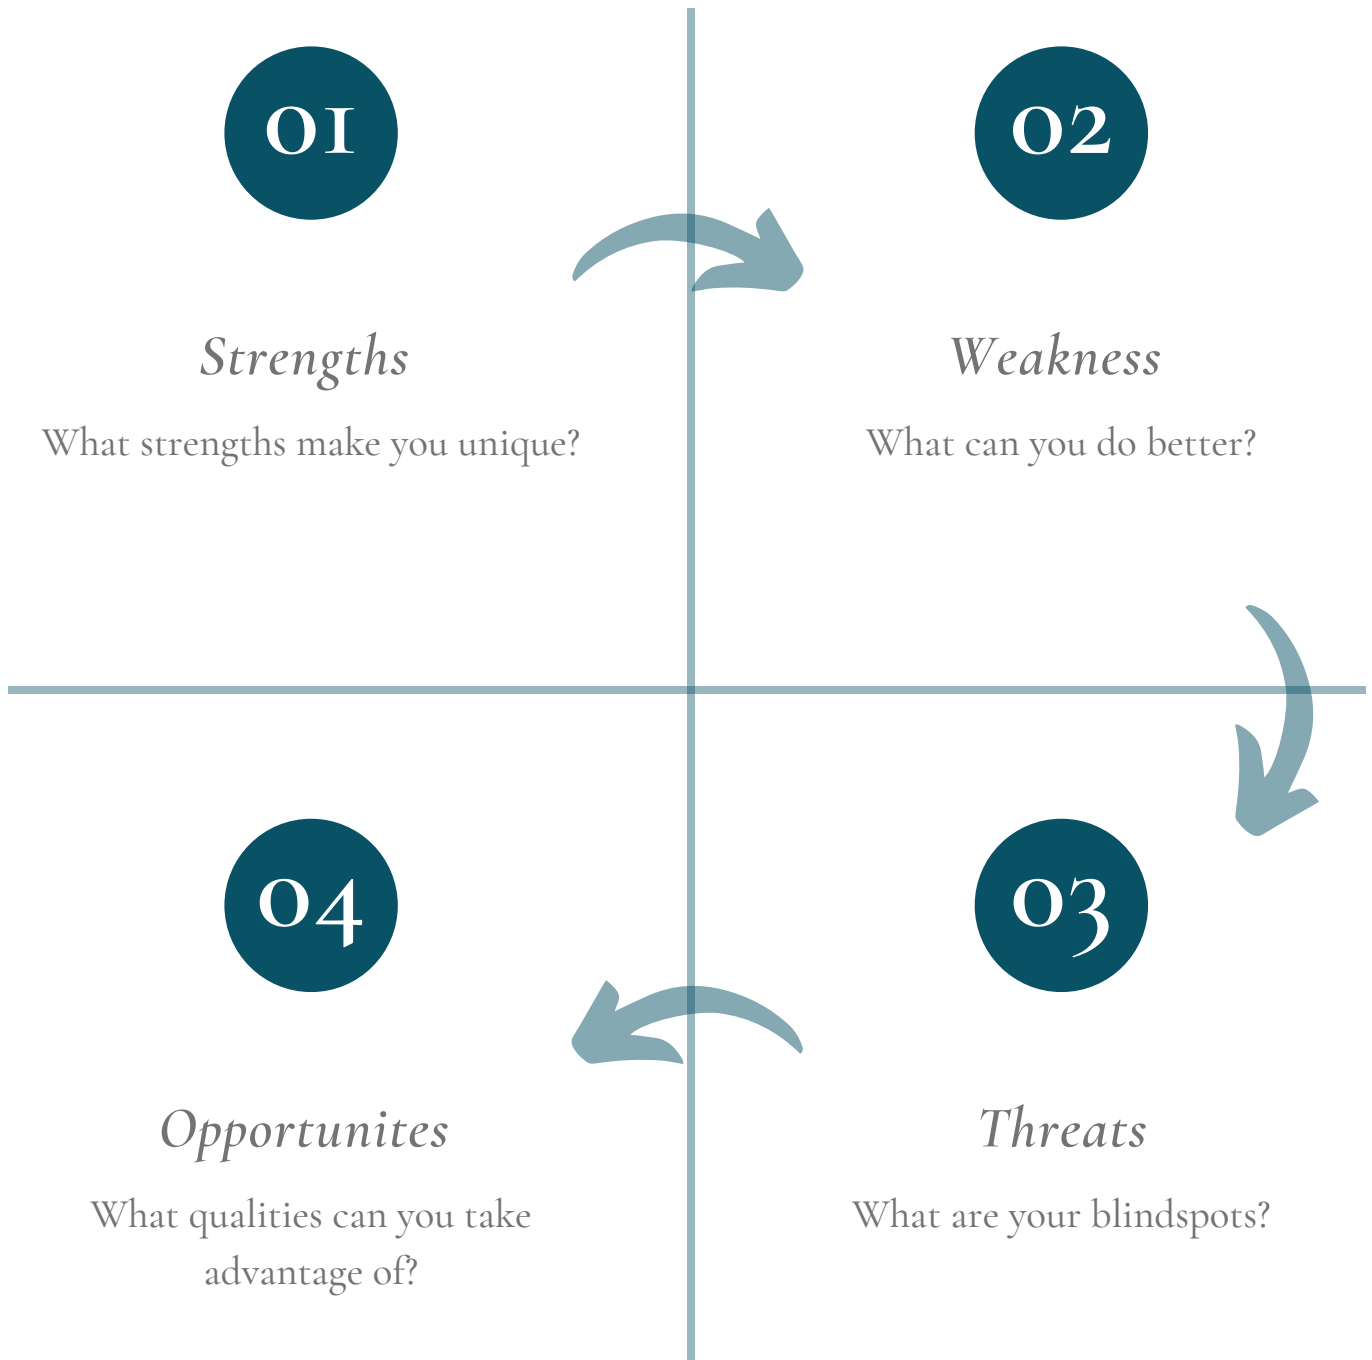 01
Strengths
What strengths make you unique?
02
Weakness
What can you do better?
03
Threats
What are your blindspots?
04
Opportunites
What qualities can you take
advantage of?